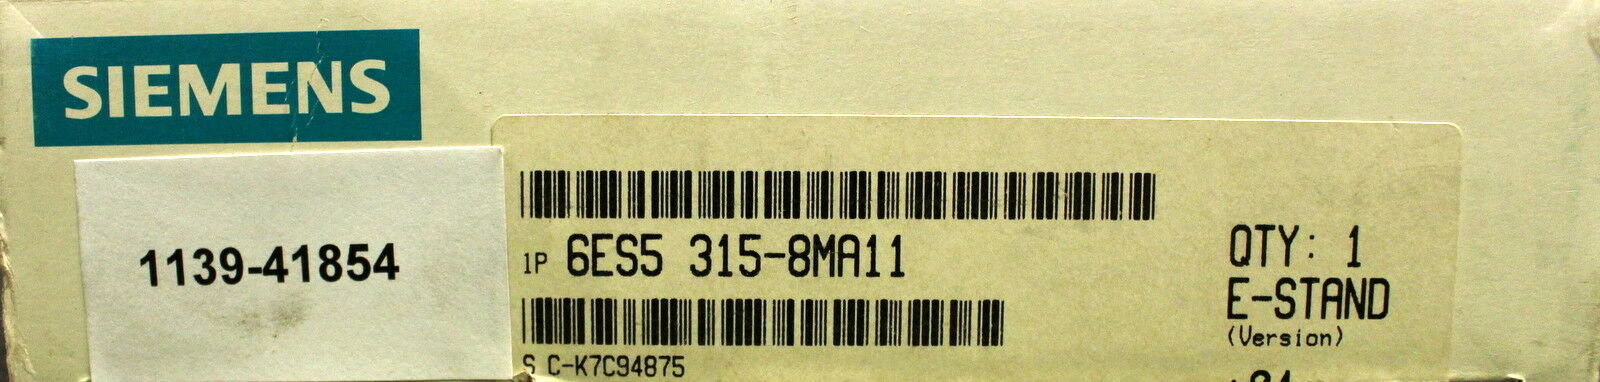 SIEMENS
1139-41854
1P 6ES5 315-8MA11
S C-K7C94875
QTY: 1
E-STAND
(Version)